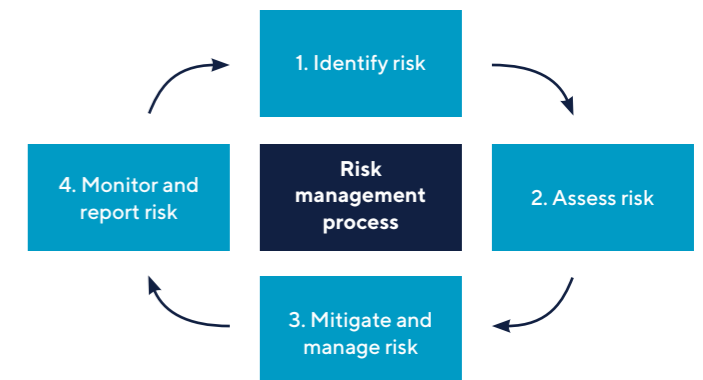 1. Identify risk
2. Assess risk
3. Mitigate and
manage risk
4. Monitor and
report risk
Risk
management
process